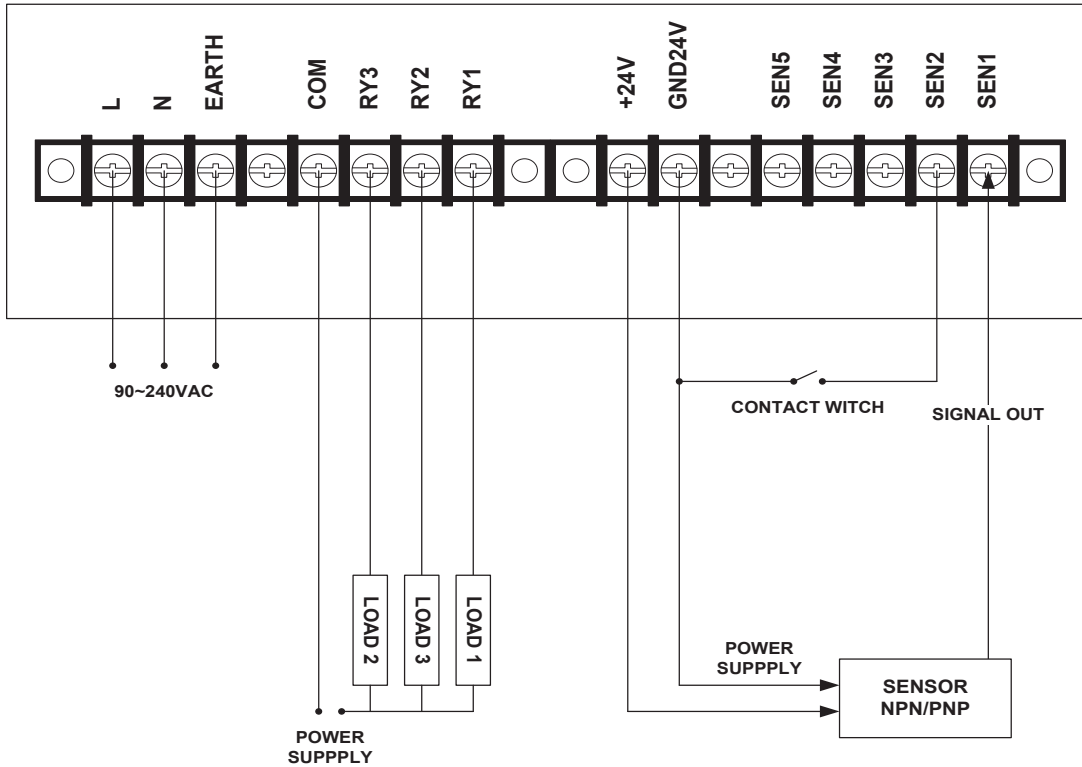 L
N
EARTH
COM
RY3
RY2
RY1
+24V
GND24V
SEN5
SEN4
SEN3
SEN2
SEN1
90~240VAC
CONTACT WITCH
SIGNAL OUT
LOAD 2
LOAD 3
LOAD 1
POWER
SUPPPLY
POWER
SUPPPLY
SENSOR
NPN/PNP